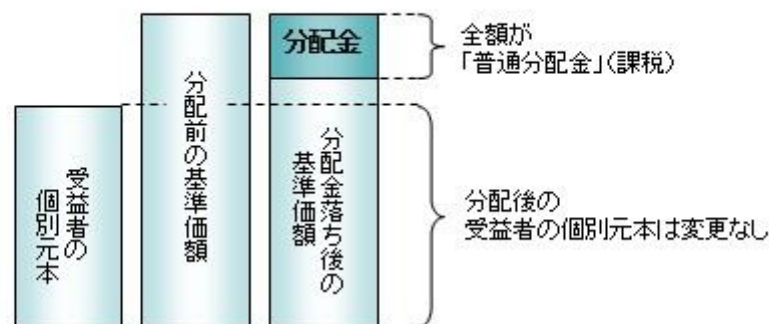 受益者の
個別元本
分配前の基準価額
分配金
分配金落ち後の
基準価額
全額が
「普通分配金」(課税)
分配後の
受益者の個別元本は変更なし